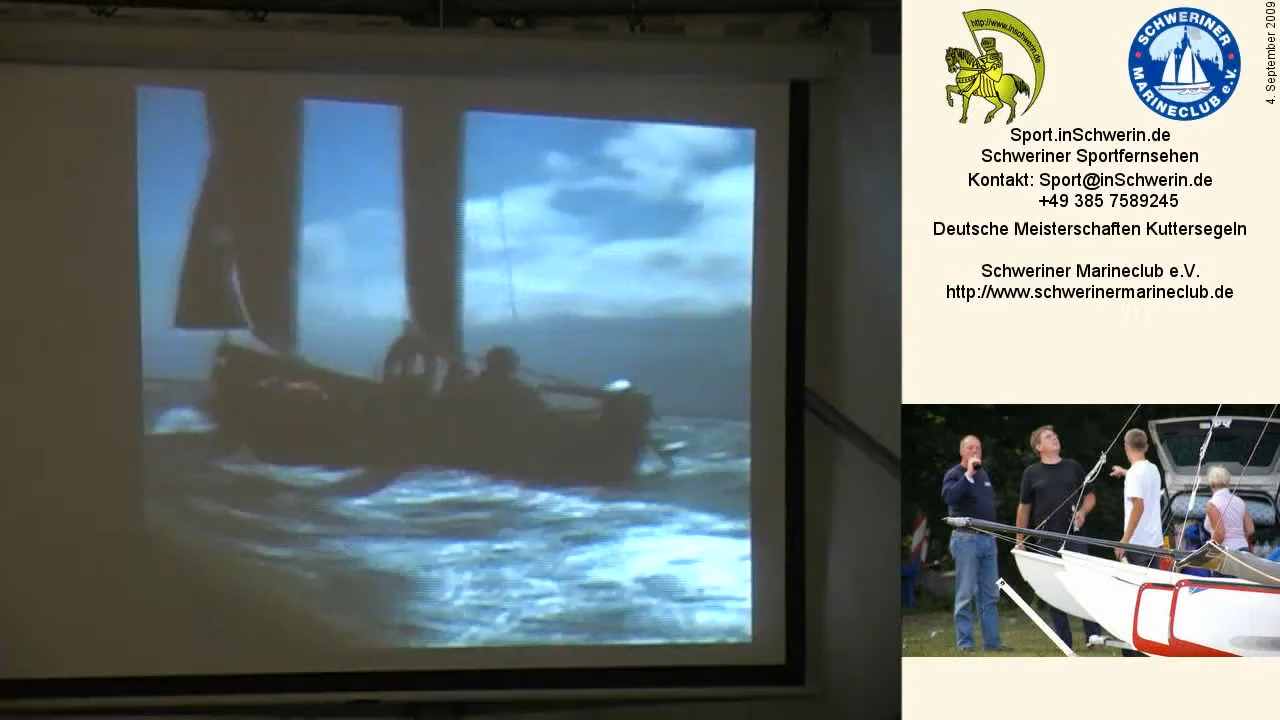 http://www.inschwerin.de
SCHWERINER
MARINECLUB e.V.
4. September 2009
Sport.inSchwerin.de
Schweriner Sportfernsehen
Kontakt: Sport@inSchwerin.de
+49 385 7589245
Deutsche Meisterschaften Kuttersegeln
Schweriner Marineclub e.V.
http://www.schwerinermarineclub.de